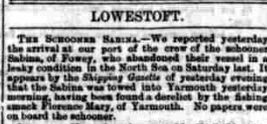 LOWESTOFT.
THE SCHOONER SABINA.—We reported yesterday
the arrival at our port of the crew of the schooner
Sabina, of Fowey, who abandoned their vessel in a
leaky condition in the North Sea on Saturday last. It
appears by the Shipping Gazette of yesterday even
that the Sabina was towed into Yarmouth yesterday
morning, having been found a derelict by the fishing
smack Florence Mary, of Yarmouth. No papers were
on board the schooner.